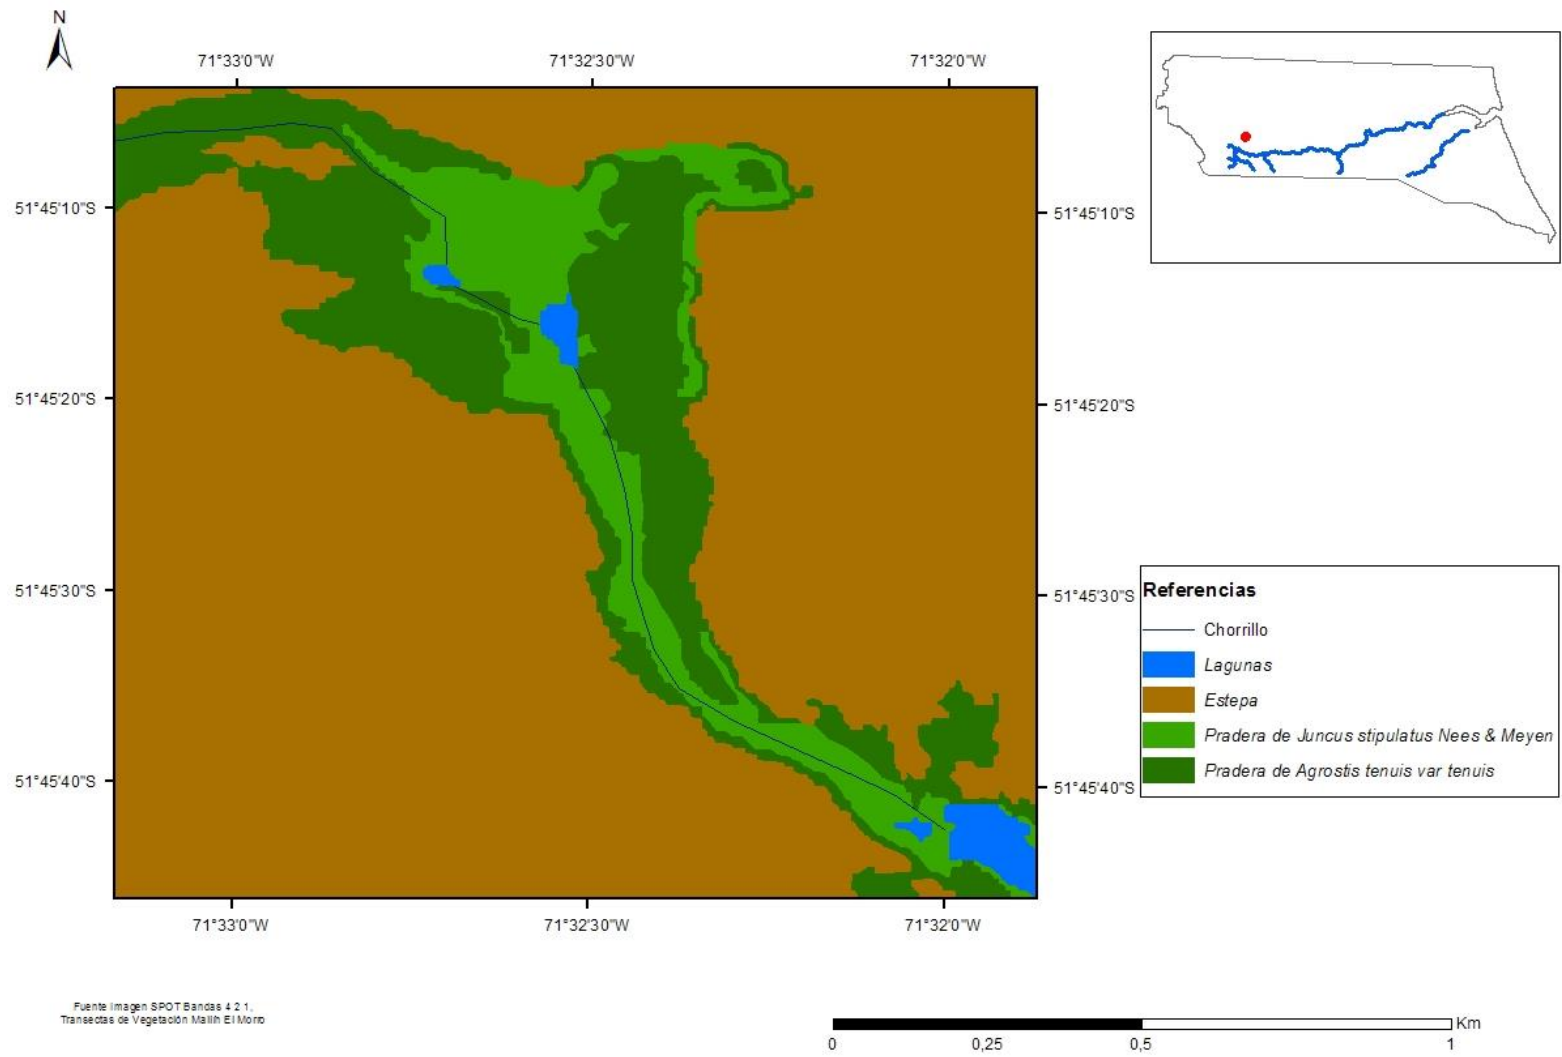 N
71°33'0"W
71°32'30"W
71°32'0"W
51°45'10"S
51°45'10"S
51°45'20"S
51°45'20"S
51°45'30"S
51°45'30"S
51°45'40"S
51°45'40"S
71°33'0"W
71°32'30"W
71°32'0"W
Referencias
Chorrillo
Lagunas
Estepa
Pradera de Juncus stipulatus Nees & Meyen
Pradera de Agrostis tenuis var tenuis
Fuente Imagen SPOT Bandas 4 2 1,
Transectas de Vegetación Mallín El Morro
Km
0
0,25
0,5
1